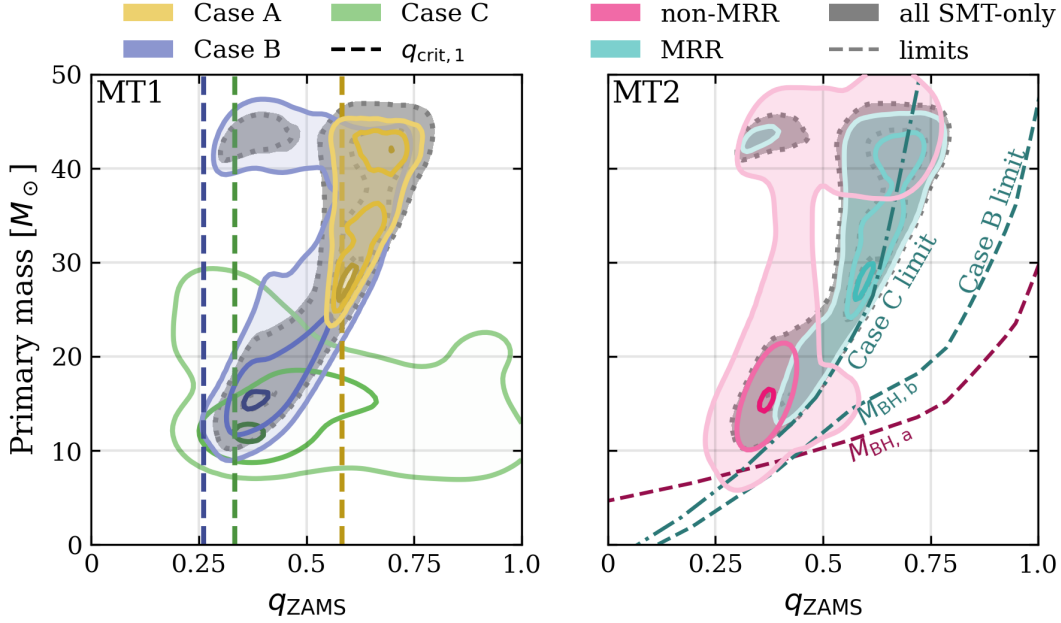 Case A
Case C
Case B
q_crit, 1
non-MRR
all SMT-only
MRR
limits
MT1
MT2
50
40
30
20
10
0
Primary mass [M_⊙]
0
0.25
0.5
0.75
1.0
q_ZAMS
Case C limit
Case B limit
M_BH, b
M_BH, a
0
0.25
0.5
0.75
1.0
q_ZAMS